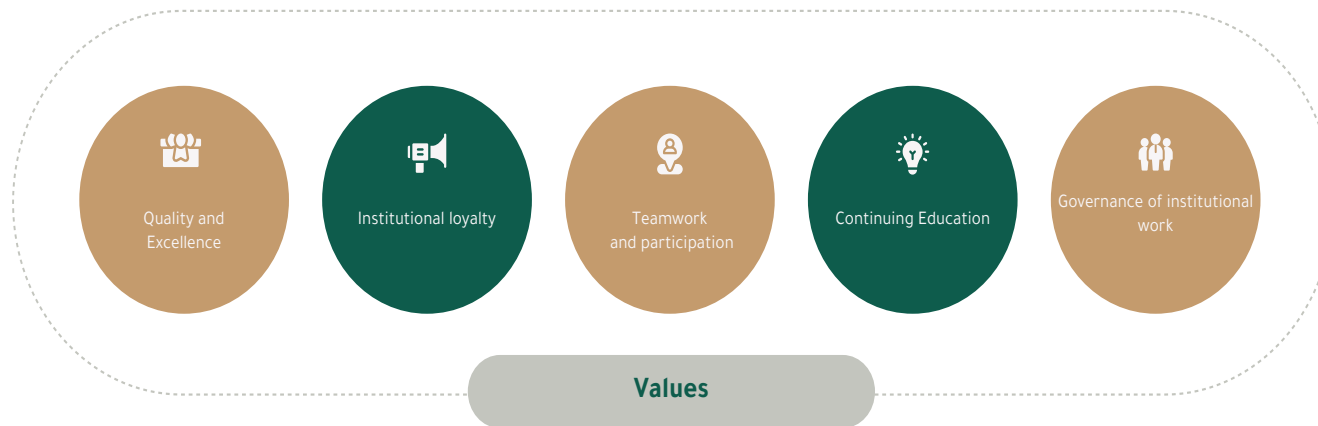 Quality and
Excellence
Institutional loyalty
Teamwork
and participation
Continuing Education
Governance of institutional
work
Values